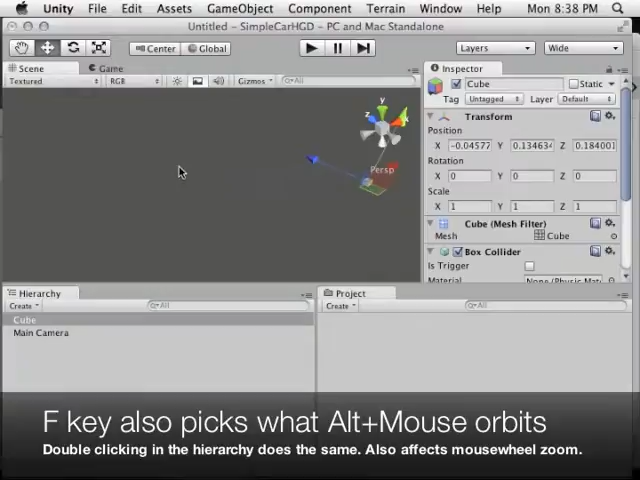 Unity File Edit Assets GameObject Component Terrain Window Help Mon 8:38 PM
Untitled - SimpleCarHGD - PC and Mac Standalone
Center Global Layers Wide
Scene Game Inspector
Textured RGB Gizmos All
Cube Static
Tag Untagged Layer Default
Transform
Position
X -0.04577 Y 0.134634 Z 0.184001
Rotation
X 0 Y 0 Z 0
Scale
X 1 Y 1 Z 1
Cube (Mesh Filter)
Mesh Cube
Box Collider
Is Trigger
Material
y
z
x
Persp
Hierarchy Project
Create All Create All
Cube
Main Camera
F key also picks what Alt+Mouse orbits
Double clicking in the hierarchy does the same. Also affects mousewheel zoom.